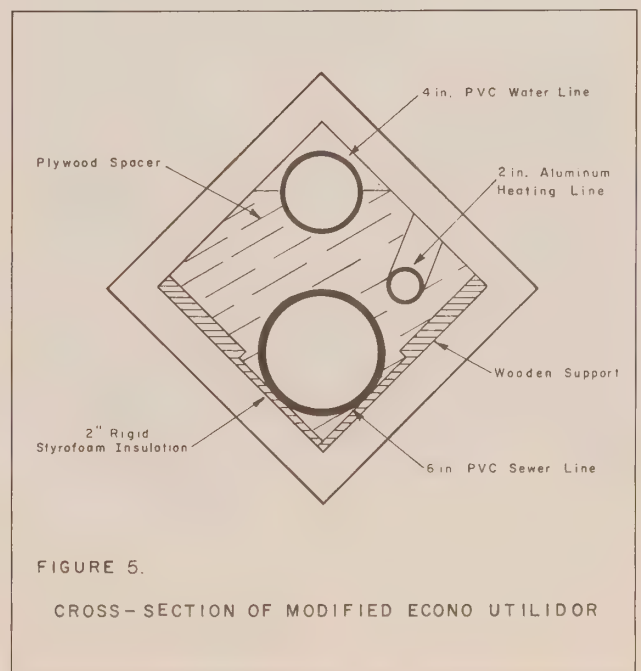 4 in. PVC Water Line
Plywood Spacer
2 in. Aluminum
Heating Line
Wooden Support
2" Rigid
Styrofoam Insulation
6 in PVC Sewer Line
FIGURE 5.
CROSS-SECTION OF MODIFIED ECONO UTILIDOR